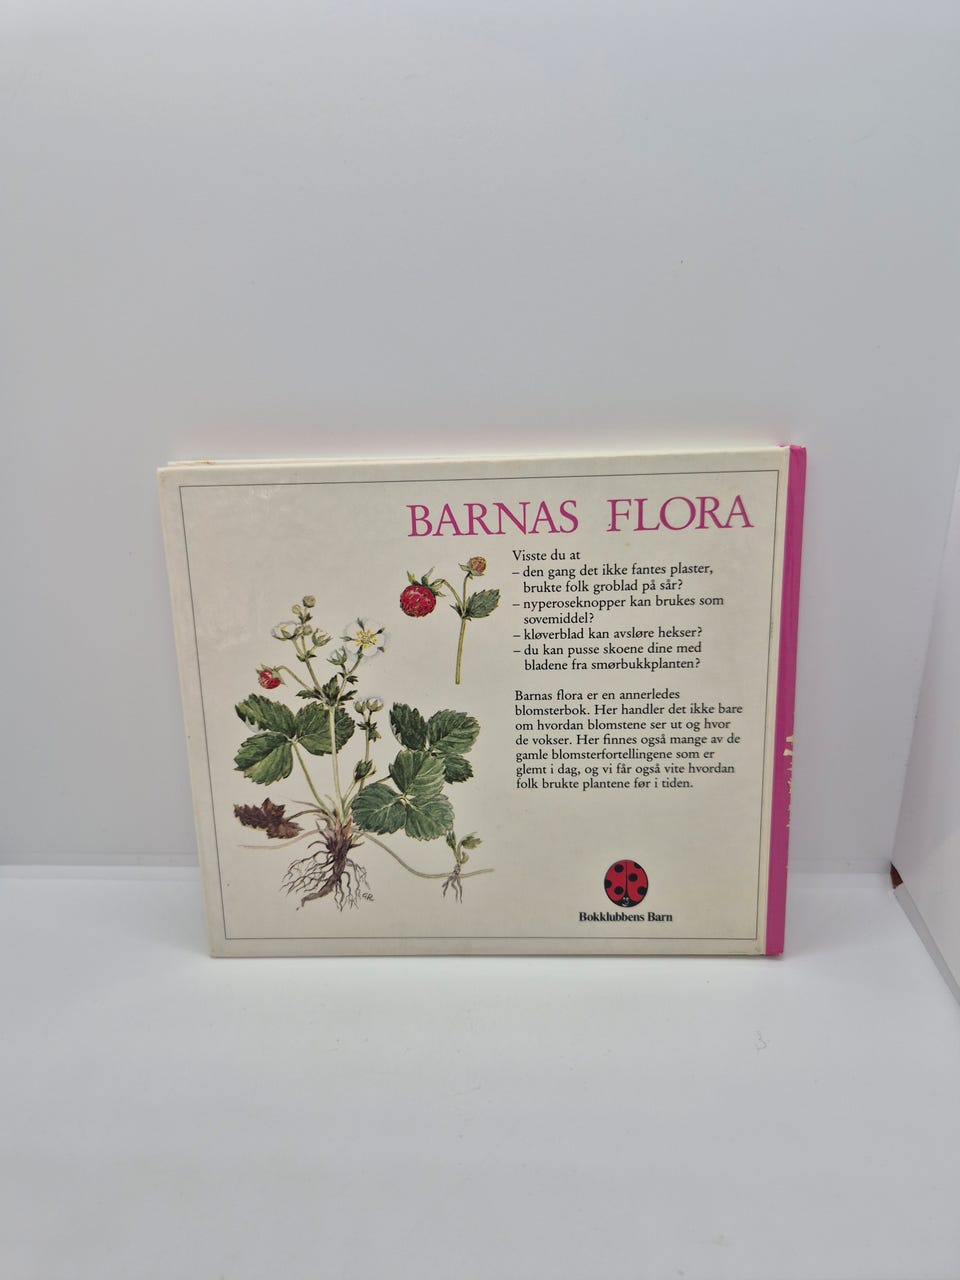 BARNAS FLORA
Visste du at
– den gang det ikke fantes plaster,
brukte folk groblad på sår?
– nyperoseknopper kan brukes som
sovemiddel?
– kløverblad kan avsløre hekser?
– du kan pusse skoene dine med
bladene fra smørbukkplanten?
Barnas flora er en annerledes
blomsterbok. Her handler det ikke bare
om hvordan blomstene ser ut og hvor
de vokser. Her finnes også mange av de
gamle blomsterfortellingene som er
glemt i dag, og vi får også vite hvordan
folk brukte plantene før i tiden.
Bokklubbens Barn